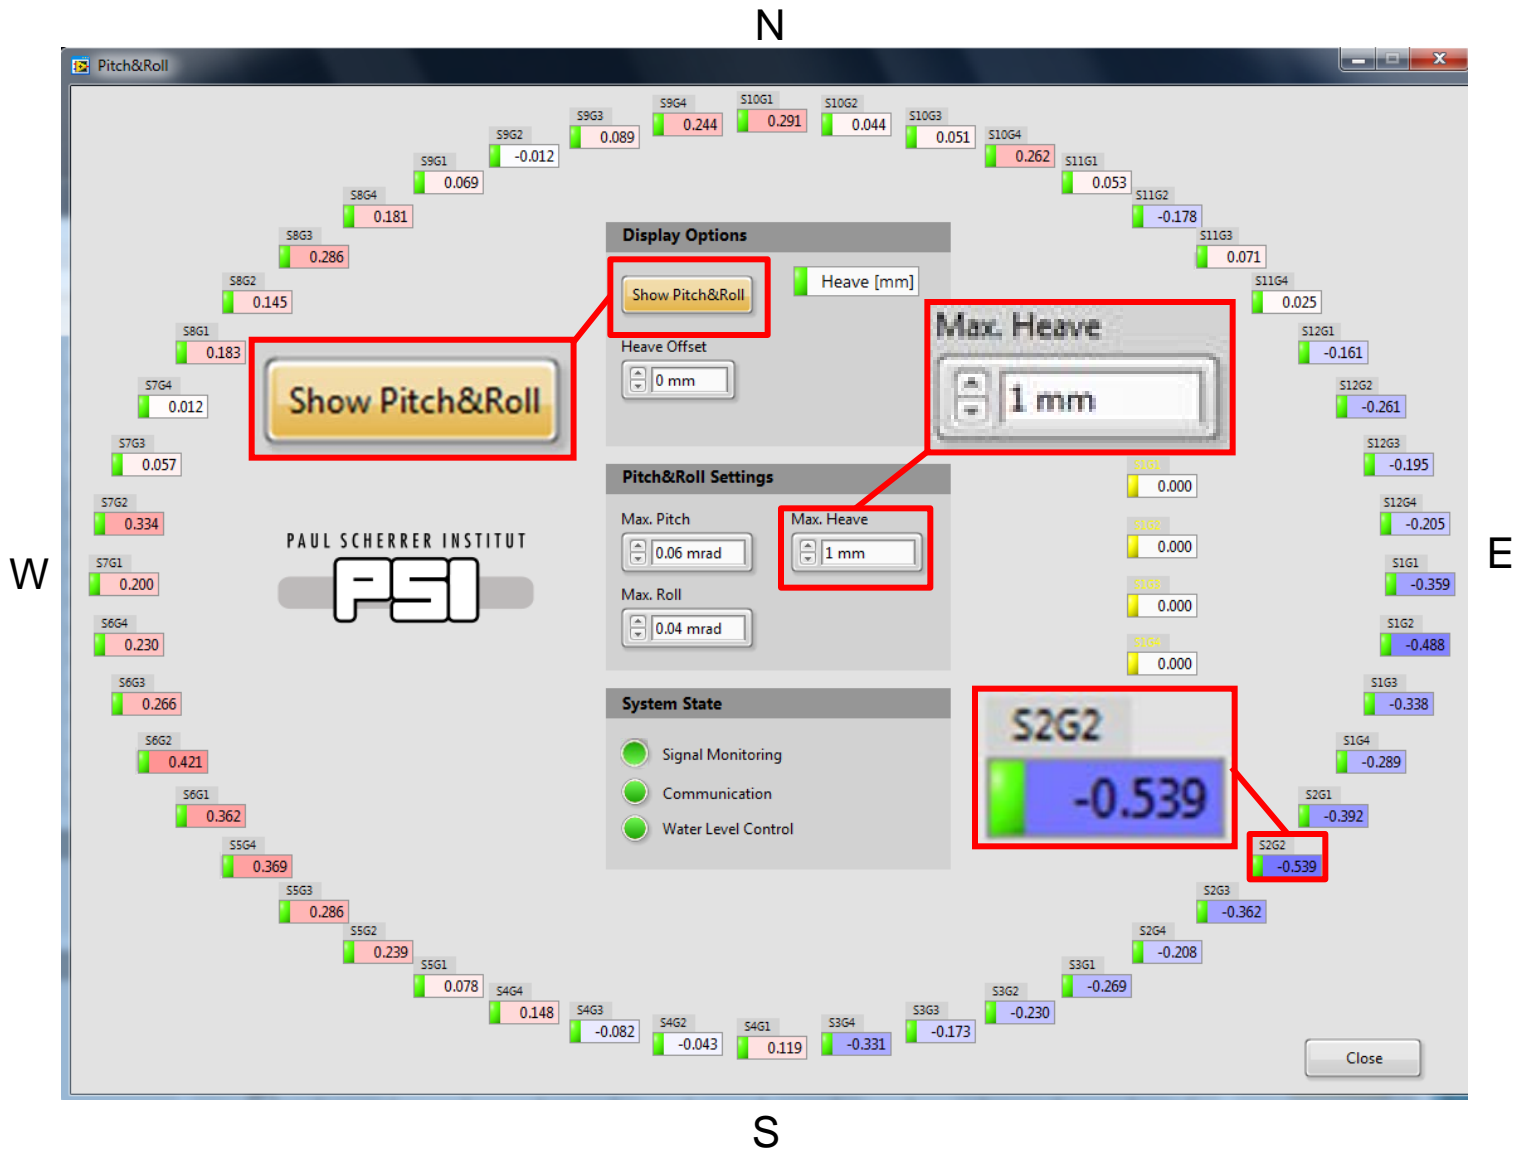 N
Pitch&Roll
S9G4
0.244
S10G1
0.291
S10G2
0.044
S9G3
0.089
S10G3
0.051
S9G2
-0.012
S10G4
0.262
S9G1
0.069
S11G1
0.053
S8G4
0.181
S11G2
-0.178
S8G3
0.286
S11G3
0.071
S8G2
0.145
S11G4
0.025
S8G1
0.183
S12G1
-0.161
S7G4
0.012
S12G2
-0.261
S7G3
0.057
S12G3
-0.195
S7G2
0.334
S12G4
-0.205
S7G1
0.200
S1G1
-0.359
S6G4
0.230
S1G2
-0.488
S6G3
0.266
S1G3
-0.338
S6G2
0.421
S1G4
-0.289
S6G1
0.362
S2G1
-0.392
S5G4
0.369
S2G2
-0.539
S5G3
0.286
S2G3
-0.362
S5G2
0.239
S2G4
-0.208
S5G1
0.078
S3G1
-0.269
S4G4
0.148
S3G2
-0.230
S4G3
-0.082
S3G3
-0.173
S4G2
-0.043
S4G1
0.119
S3G4
-0.331
Display Options
Show Pitch&Roll
Heave [mm]
Heave Offset
0 mm
Show Pitch&Roll
Max. Heave
1 mm
Pitch&Roll Settings
Max. Pitch
0.06 mrad
Max. Heave
1 mm
Max. Roll
0.04 mrad
S1G1
0.000
S1G2
0.000
S1G3
0.000
S1G4
0.000
PAUL SCHERRER INSTITUT
PSI
System State
Signal Monitoring
Communication
Water Level Control
S2G2
-0.539
Close
W
E
S